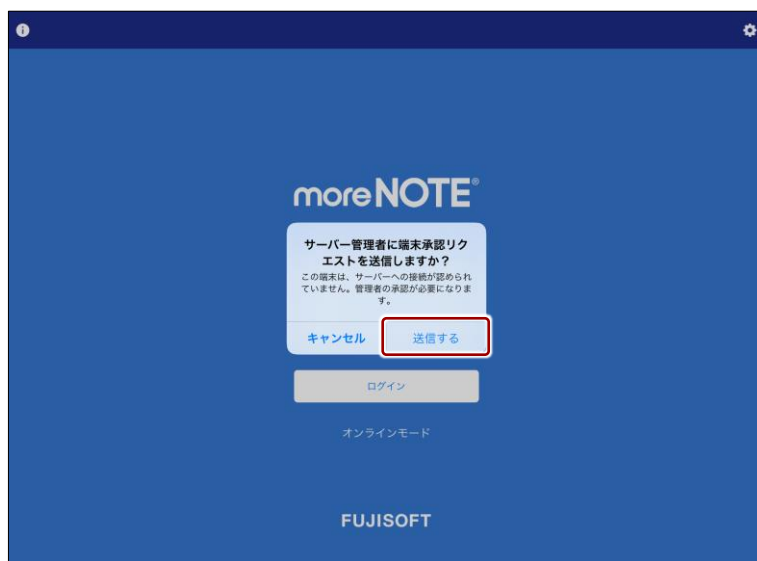 moreNOTE®
サーバー管理者に端末承認リク
エストを送信しますか？
この端末は、サーバーへの接続が認められ
ていません。管理者の承認が必要になりま
す。
キャンセル 送信する
ログイン
オンラインモード
FUJISOFT